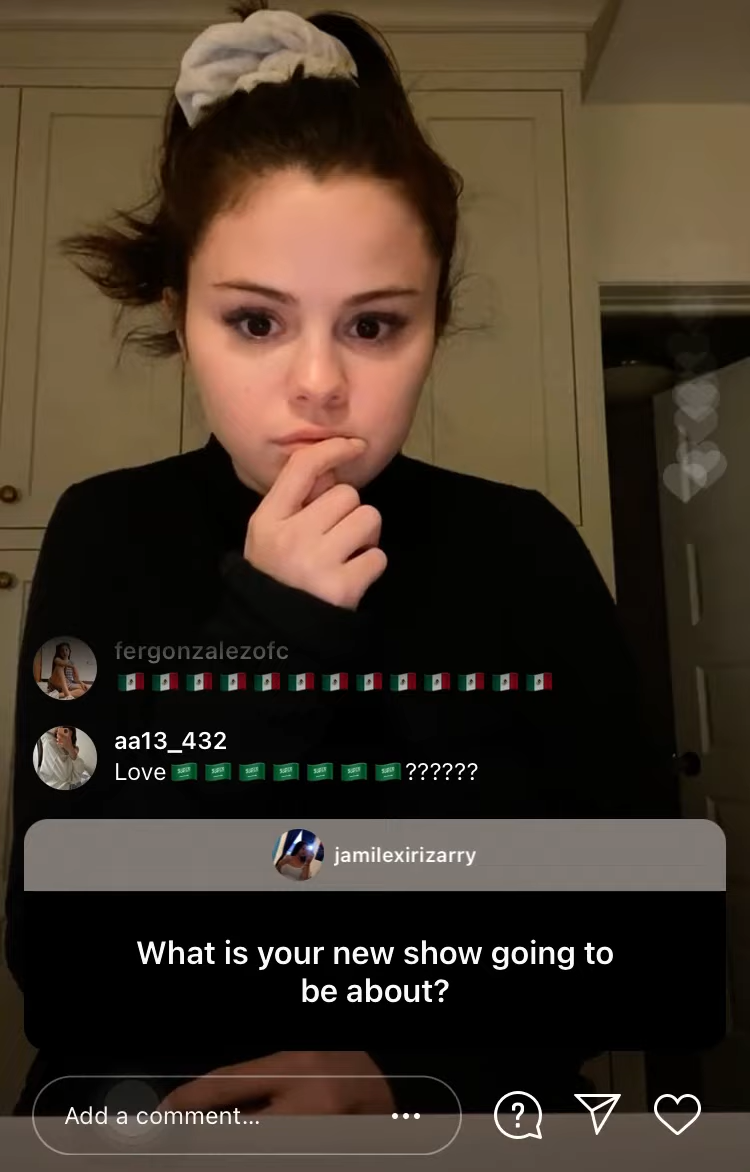 fergonzalezofc
🇲🇽🇲🇽🇲🇽🇲🇽🇲🇽🇲🇽🇲🇽🇲🇽🇲🇽🇲🇽🇲🇽🇲🇽🇲🇽
aa13_432
Love🇸🇦🇸🇦🇸🇦🇸🇦🇸🇦🇸🇦🇸🇦??????
jamilexirizarry
What is your new show going to
be about?
Add a comment...